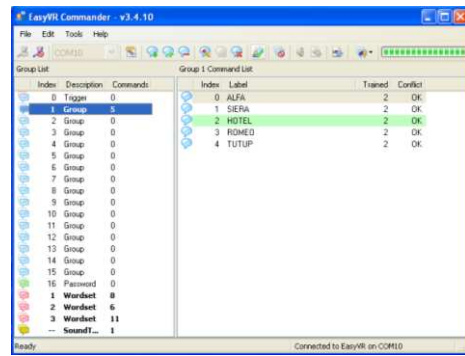 EasyVR Commander - v3.4.10
File Edit Tools Help
COM10
Group List
Group 1 Command List
Index Description Commands
Index Label Trained Conflict
0 Trigger 0
1 Group 5
2 Group 0
3 Group 0
4 Group 0
5 Group 0
6 Group 0
7 Group 0
8 Group 0
9 Group 0
10 Group 0
11 Group 0
12 Group 0
13 Group 0
14 Group 0
15 Group 0
16 Password 0
1 Wordset 8
2 Wordset 6
3 Wordset 11
-- SoundT... 1
0 ALFA 2 OK
1 SIERA 2 OK
2 HOTEL 2 OK
3 ROMEO 2 OK
4 TUTUP 2 OK
Ready
Connected to EasyVR on COM10